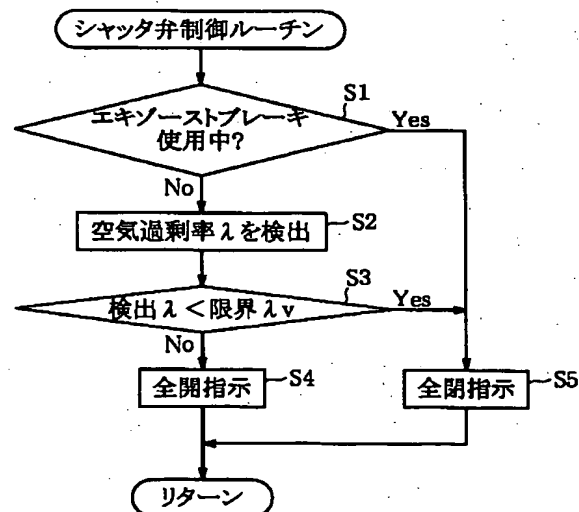 シャッタ弁制御ルーチン
S1
エキゾーストブレーキ
使用中?
Yes
No
空気過剰率λを検出
S2
S3
検出λ<限界λv
Yes
No
全開指示
S4
全閉指示
S5
リターン